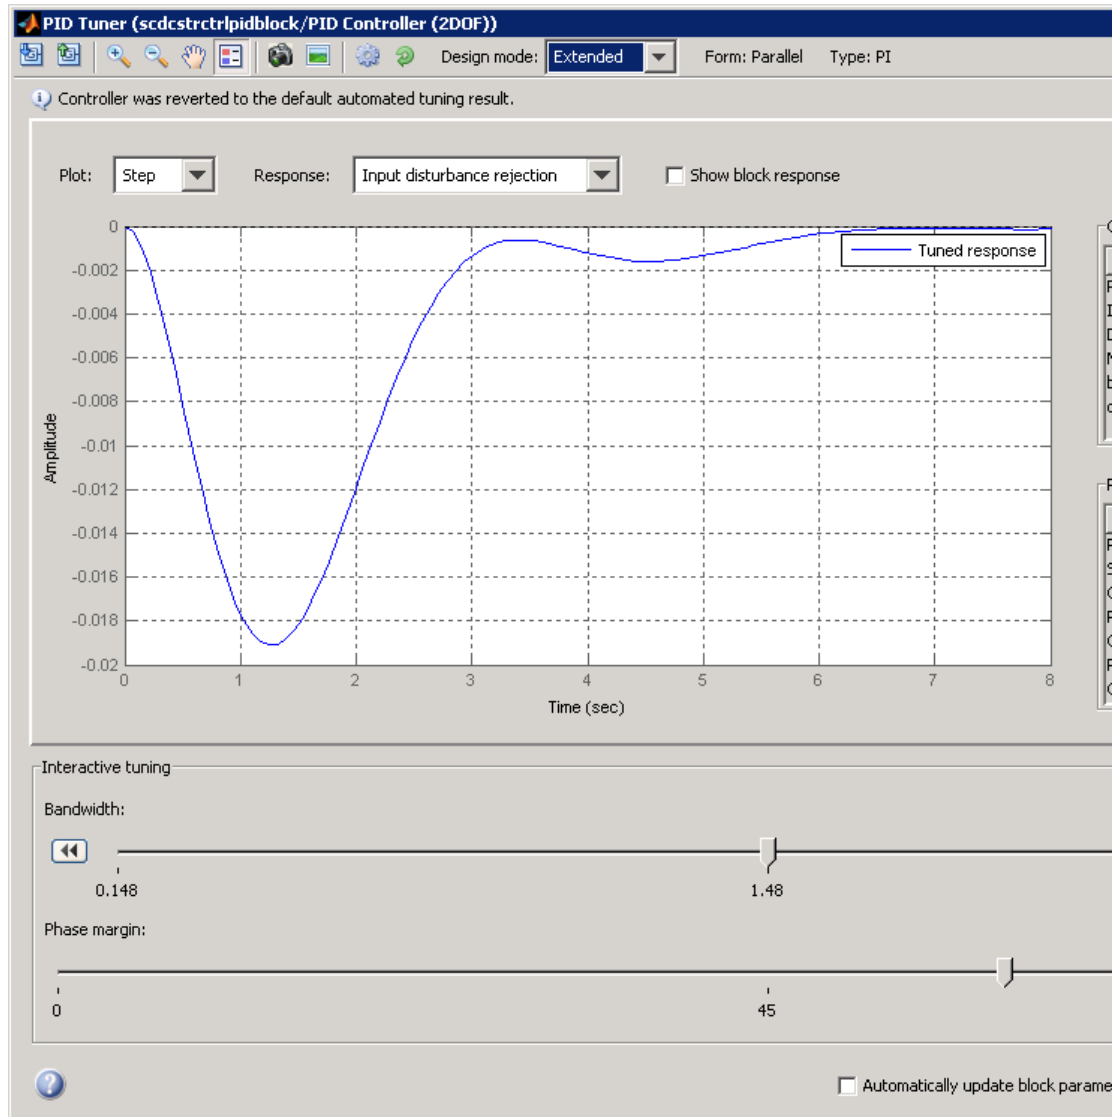 PID Tuner (scdcstrctrlpidblock/PID Controller (2DOF))
Design mode: Extended Form: Parallel Type: PI
Controller was reverted to the default automated tuning result.
Plot: Step Response: Input disturbance rejection Show block response
Tuned response
0
-0.002
-0.004
-0.006
-0.008
-0.01
-0.012
-0.014
-0.016
-0.018
-0.02
Amplitude
0 1 2 3 4 5 6 7 8
Time (sec)
Interactive tuning
Bandwidth:
0.148 1.48
Phase margin:
0 45
Automatically update block parame